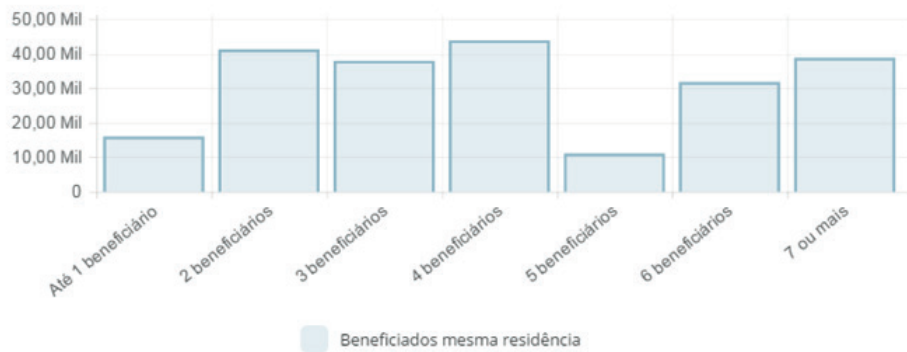 50,00 Mil
40,00 Mil
30,00 Mil
20,00 Mil
10,00 Mil
0
Até 1 beneficiário
2 beneficiários
3 beneficiários
4 beneficiários
5 beneficiários
6 beneficiários
7 ou mais
Beneficiados mesma residência